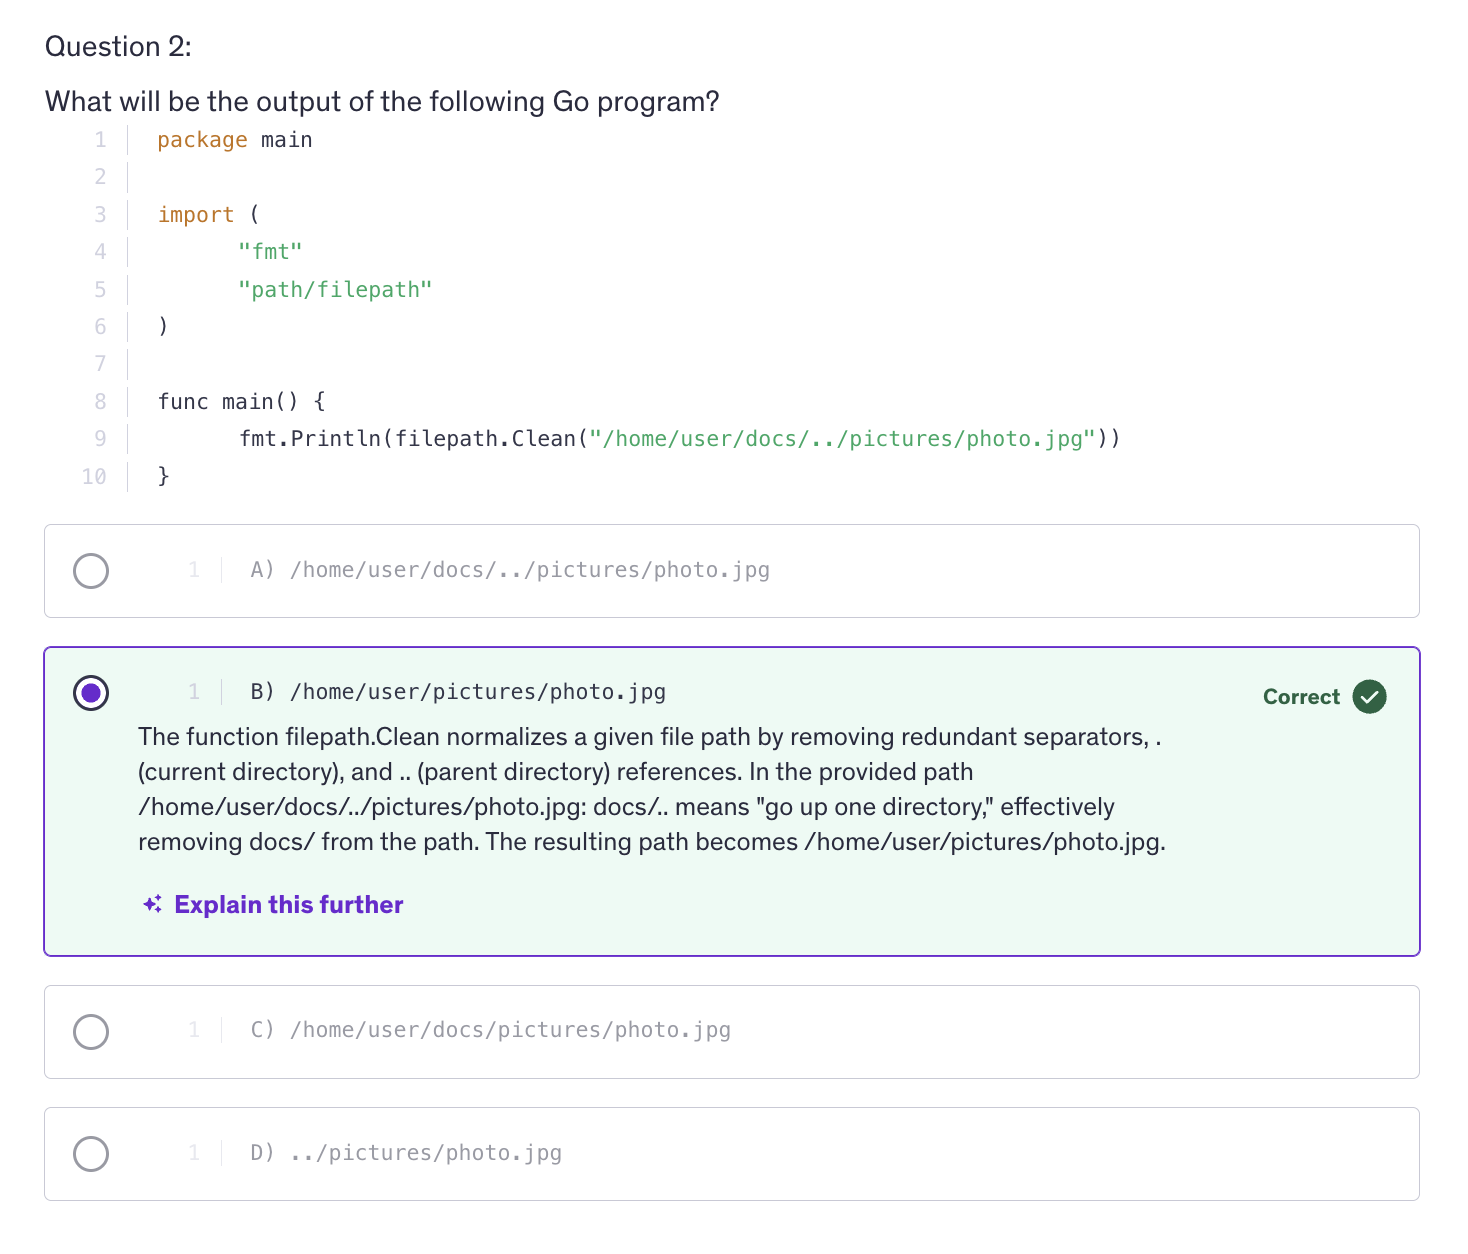 Question 2:
What will be the output of the following Go program?
1 package main
2
3 import (
4 "fmt"
5 "path/filepath"
6 )
7
8 func main() {
9 fmt.Println(filepath.Clean("/home/user/docs/../pictures/photo.jpg"))
10 }
1 A) /home/user/docs/../pictures/photo.jpg
1 B) /home/user/pictures/photo.jpg
Correct
The function filepath.Clean normalizes a given file path by removing redundant separators, .
(current directory), and .. (parent directory) references. In the provided path
/home/user/docs/../pictures/photo.jpg: docs/.. means "go up one directory," effectively
removing docs/ from the path. The resulting path becomes /home/user/pictures/photo.jpg.
Explain this further
1 C) /home/user/docs/pictures/photo.jpg
1 D) ../pictures/photo.jpg